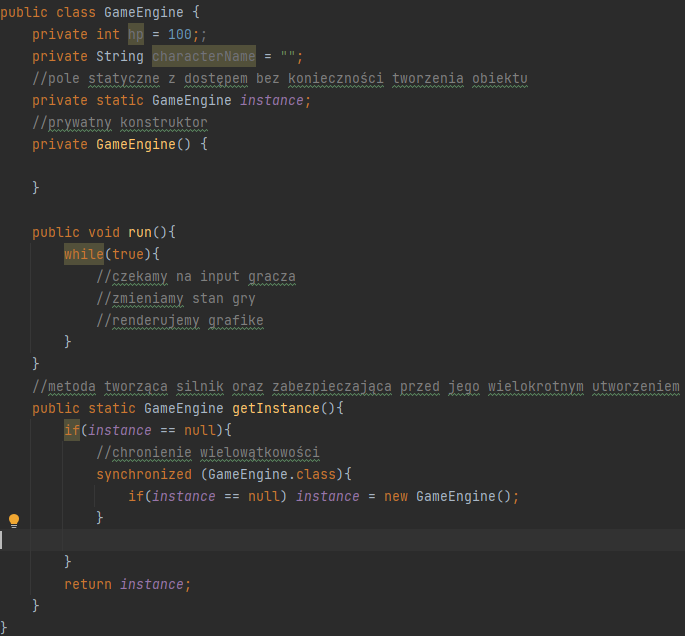 public class GameEngine {
private int hp = 100;;
private String characterName = "";
//pole statyczne z dostępem bez konieczności tworzenia obiektu
private static GameEngine instance;
//prywatny konstruktor
private GameEngine() {
}
public void run(){
while(true){
//czekamy na input gracza
//zmieniamy stan gry
//renderujemy grafike
}
}
//metoda tworząca silnik oraz zabezpieczająca przed jego wielokrotnym utworzeniem
public static GameEngine getInstance(){
if(instance == null){
//chronienie wielowątkowości
synchronized (GameEngine.class){
if(instance == null) instance = new GameEngine();
}
}
return instance;
}
}